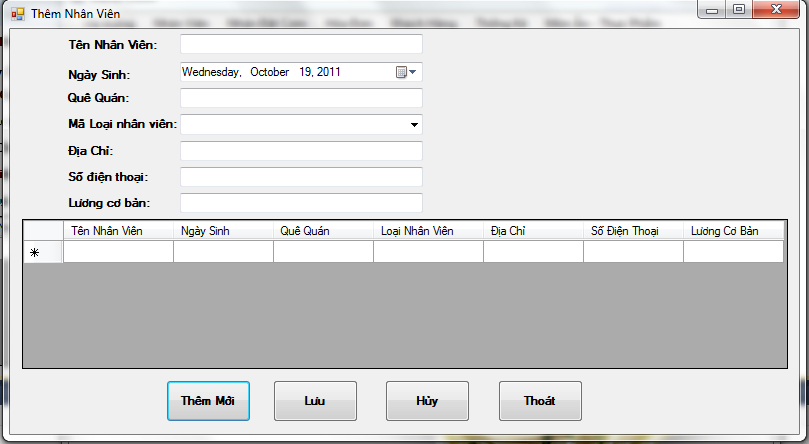 Thêm Nhân Viên
Tên Nhân Viên:
Ngày Sinh: Wednesday, October 19, 2011
Quê Quán:
Mã Loại nhân viên:
Địa Chỉ:
Số điện thoại:
Lương cơ bản:
Tên Nhân Viên Ngày Sinh Quê Quán Loại Nhân Viên Địa Chỉ Số Điện Thoại Lương Cơ Bản
Thêm Mới Lưu Hủy Thoát